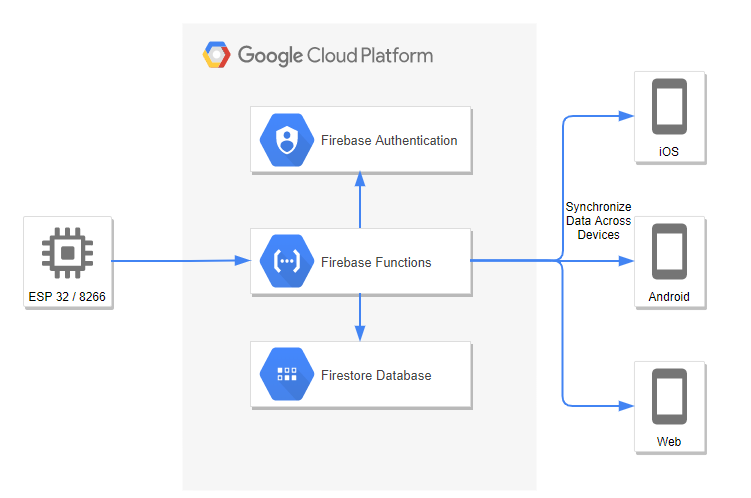 Google Cloud Platform
Firebase Authentication
iOS
Synchronize
Data Across
Devices
ESP 32 / 8266
Firebase Functions
Android
Firestore Database
Web